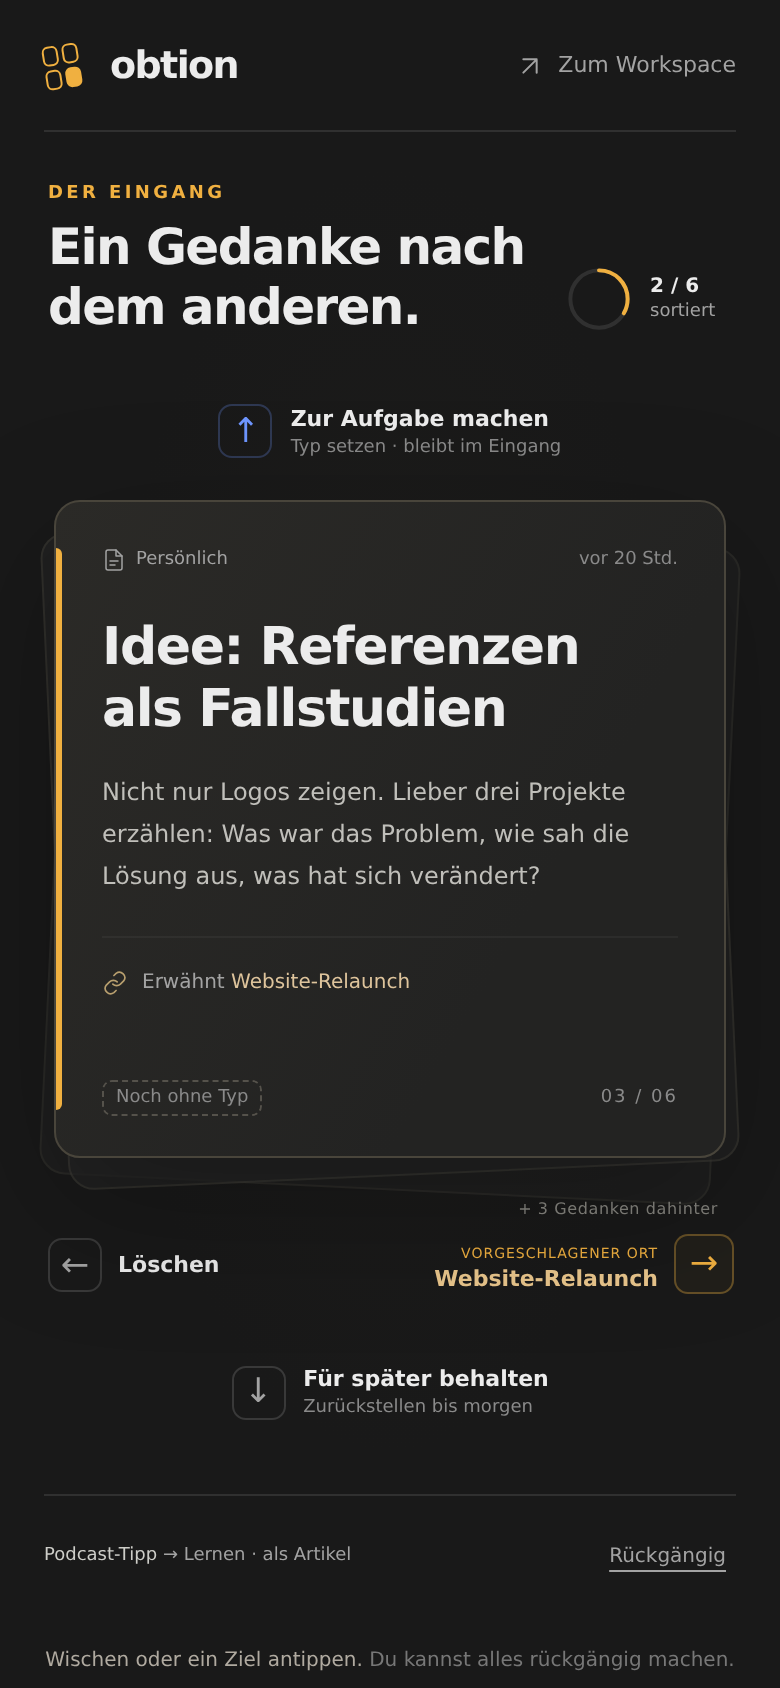 obtion
Zum Workspace
DER EINGANG
Ein Gedanke nach
dem anderen.
2 / 6
sortiert
↑
Zur Aufgabe machen
Typ setzen · bleibt im Eingang
Persönlich
vor 20 Std.
Idee: Referenzen
als Fallstudien
Nicht nur Logos zeigen. Lieber drei Projekte
erzählen: Was war das Problem, wie sah die
Lösung aus, was hat sich verändert?
Erwähnt Website-Relaunch
Noch ohne Typ
03 / 06
+ 3 Gedanken dahinter
←
Löschen
VORGESCHLAGENER ORT
Website-Relaunch
→
↓
Für später behalten
Zurückstellen bis morgen
Podcast-Tipp → Lernen · als Artikel
Rückgängig
Wischen oder ein Ziel antippen. Du kannst alles rückgängig machen.